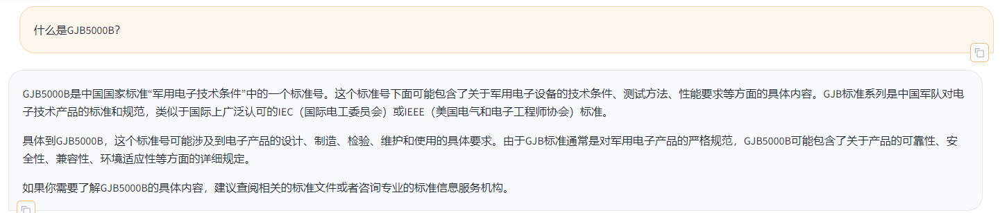 什么是GJB5000B？
GJB5000B是中国国家标准“军用电子技术条件”中的一个标准号。这个标准号下面可能包含了关于军用电子设备的技术条件、测试方法、性能要求等方面的具体内容。GJB标准系列是中国军队对电
子技术产品的标准和规范，类似于国际上广泛认可的IEC（国际电工委员会）或IEEE（美国电气和电子工程师协会）标准。
具体到GJB5000B，这个标准号可能涉及到电子产品的设计、制造、检验、维护和使用的具体要求。由于GJB标准通常是对军用电子产品的严格规范，GJB5000B可能包含了关于产品的可靠性、安
全性、兼容性、环境适应性等方面的详细规定。
如果你需要了解GJB5000B的具体内容，建议查阅相关的标准文件或者咨询专业的标准信息服务机构。